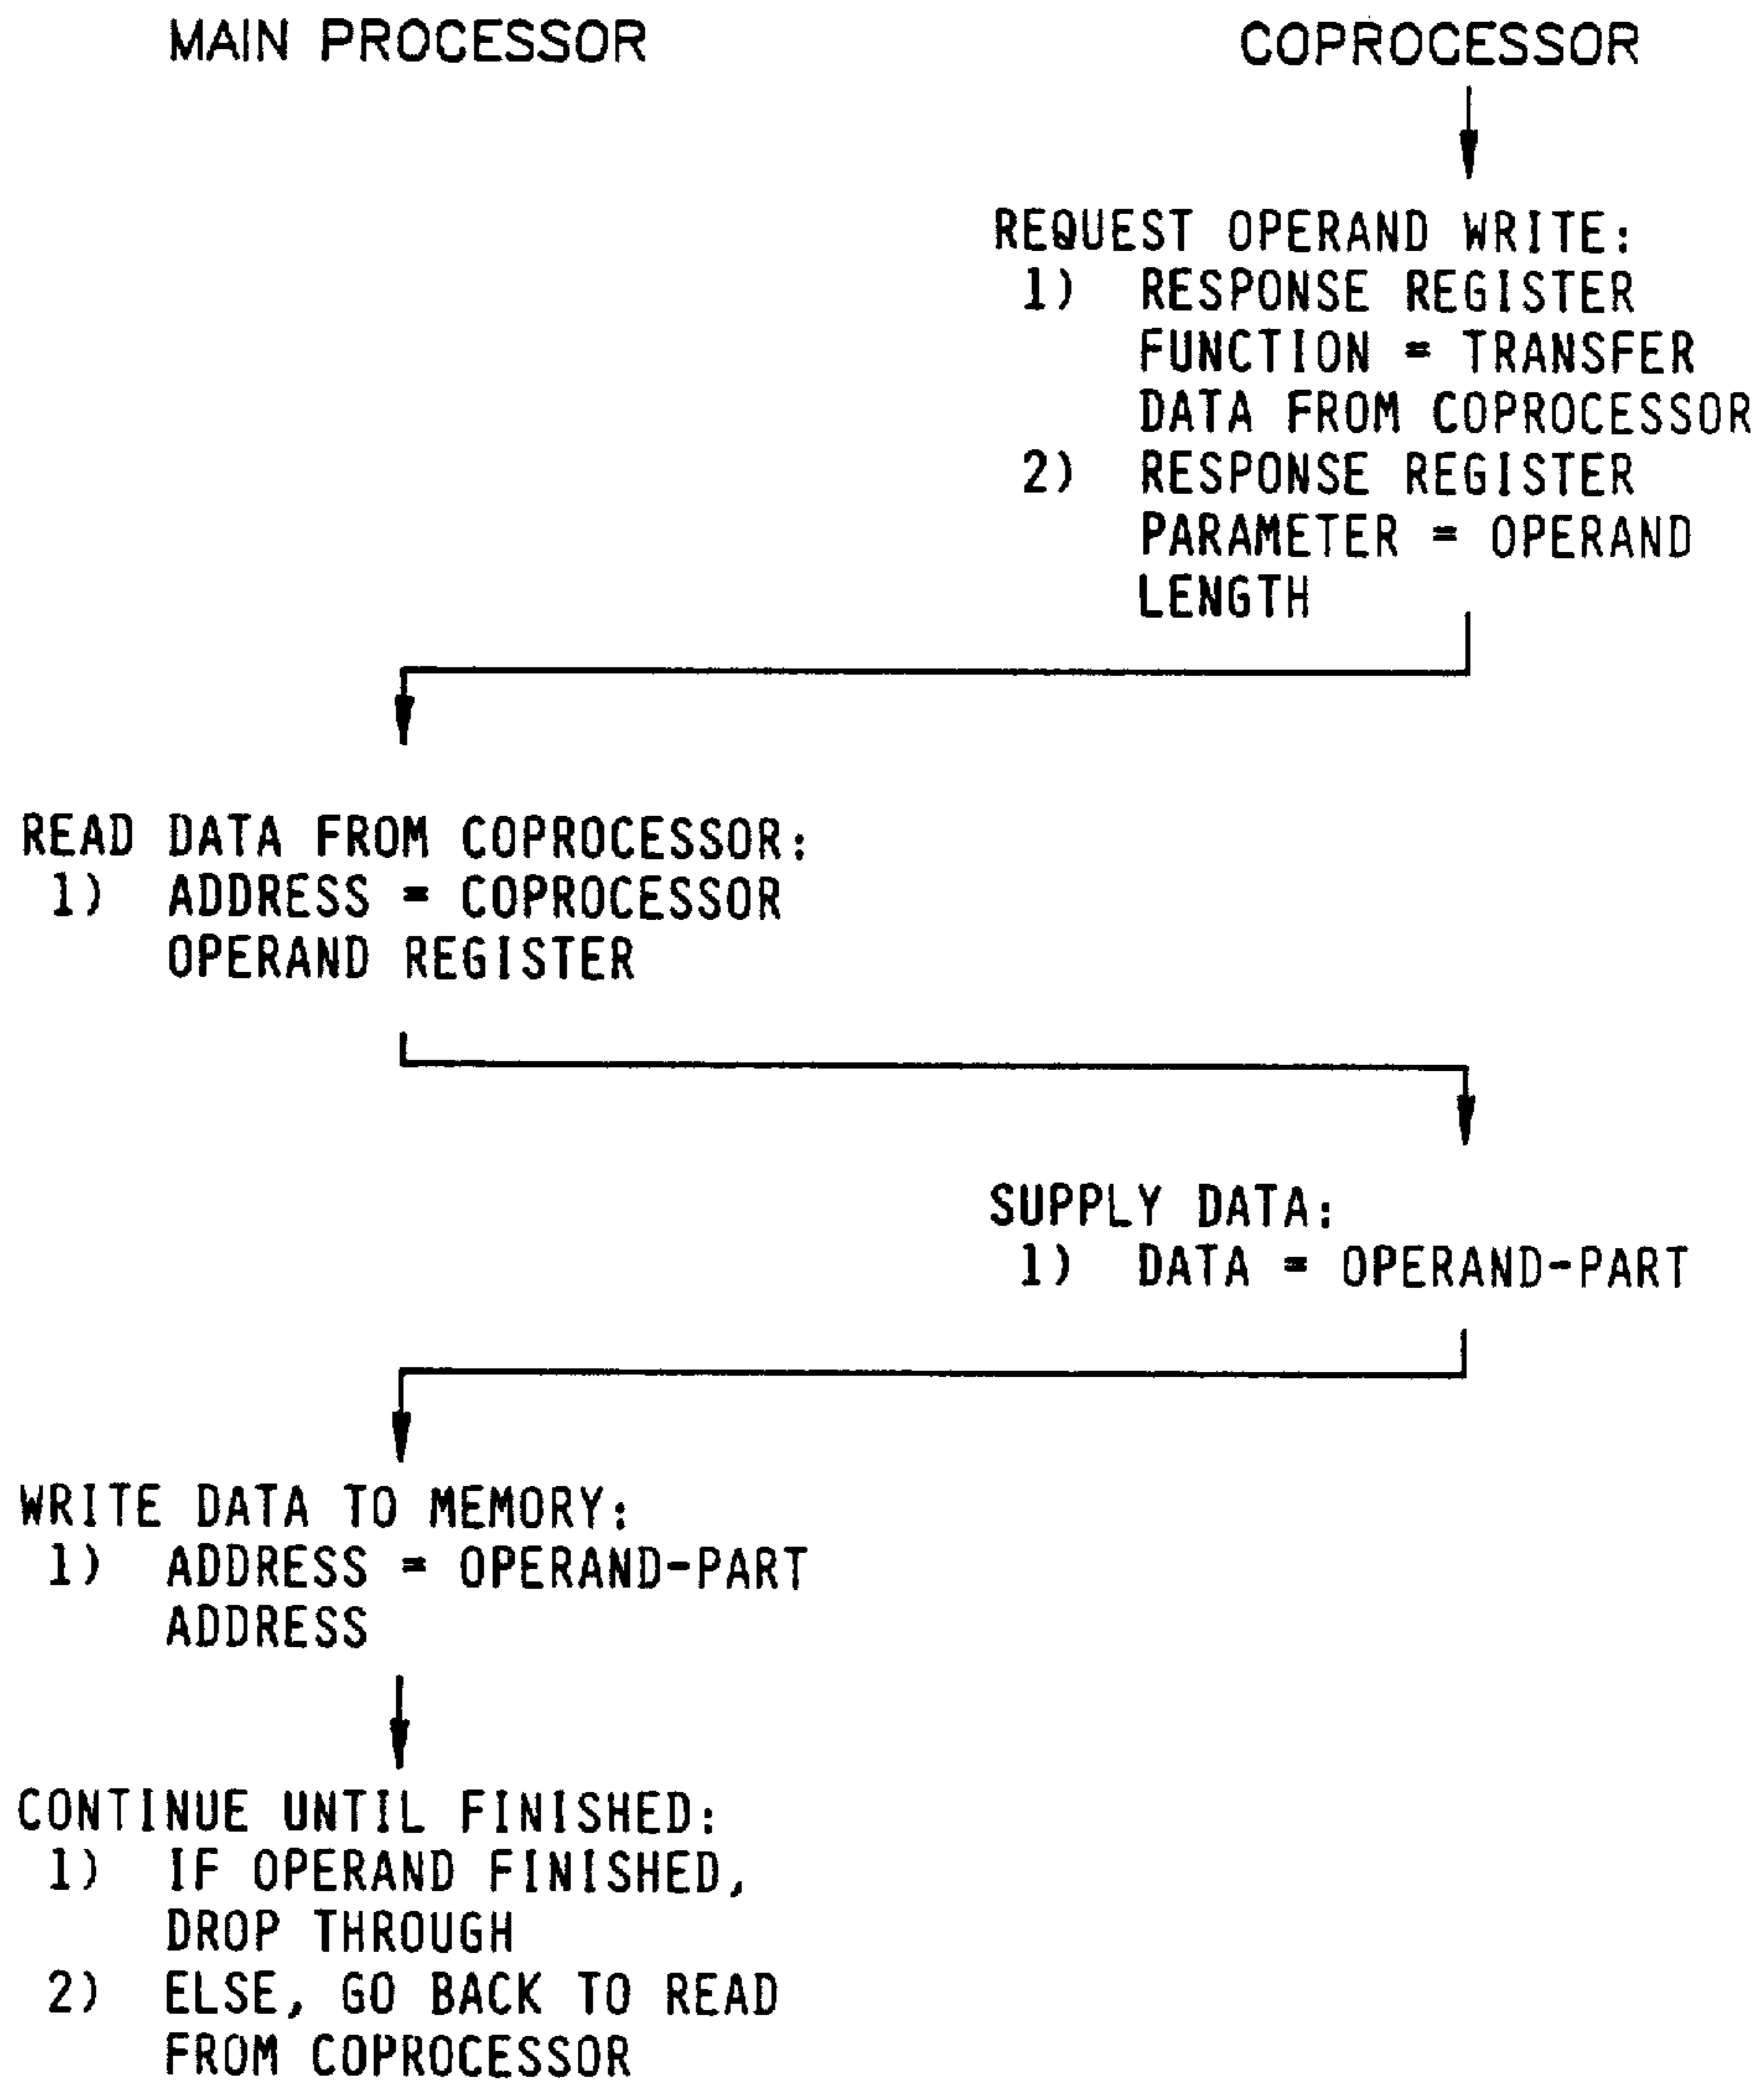 MAIN PROCESSOR
COPROCESSOR
REQUEST OPERAND WRITE:
1) RESPONSE REGISTER
FUNCTION = TRANSFER
DATA FROM COPROCESSOR
2) RESPONSE REGISTER
PARAMETER = OPERAND
LENGTH
READ DATA FROM COPROCESSOR:
1) ADDRESS = COPROCESSOR
OPERAND REGISTER
SUPPLY DATA:
1) DATA = OPERAND-PART
WRITE DATA TO MEMORY:
1) ADDRESS = OPERAND-PART
ADDRESS
CONTINUE UNTIL FINISHED:
1) IF OPERAND FINISHED,
DROP THROUGH
2) ELSE, GO BACK TO READ
FROM COPROCESSOR